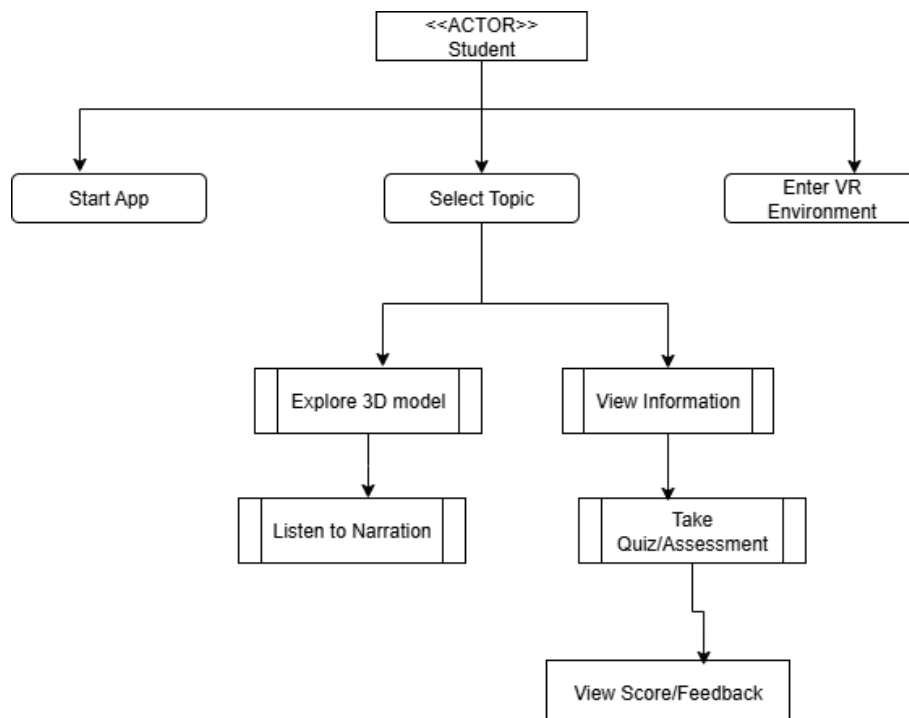 <<ACTOR>>
Student
Start App
Select Topic
Enter VR
Environment
Explore 3D model
View Information
Listen to Narration
Take
Quiz/Assessment
View Score/Feedback